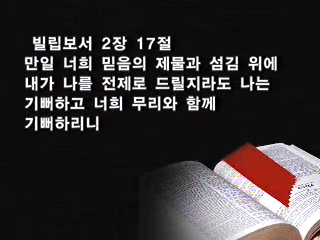 빌립보서 2장 17절
만일 너희 믿음의 제물과 섬김 위에
내가 나를 전제로 드릴지라도 나는
기뻐하고 너희 무리와 함께
기뻐하리니